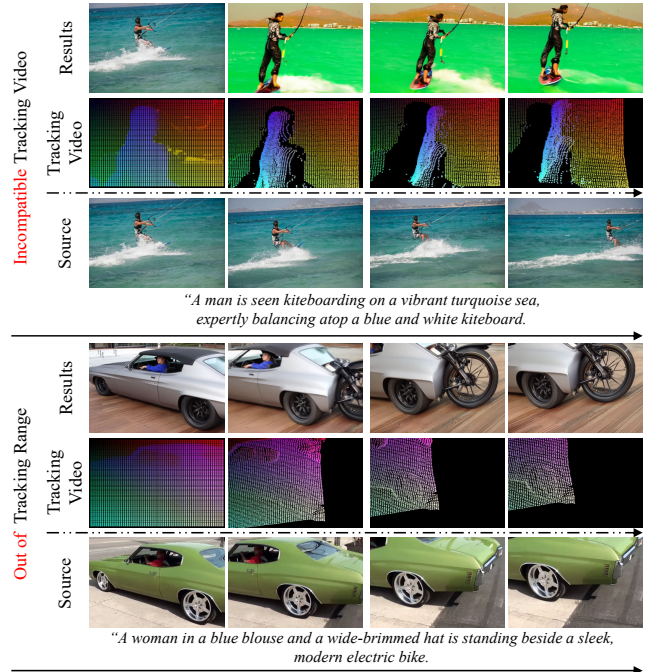 Incompatible Tracking Video
Results
Tracking
Video
Source
“A man is seen kiteboarding on a vibrant turquoise sea,
expertly balancing atop a blue and white kiteboard.
Out of Tracking Range
Results
Tracking
Video
Source
“A woman in a blue blouse and a wide-brimmed hat is standing beside a sleek,
modern electric bike.